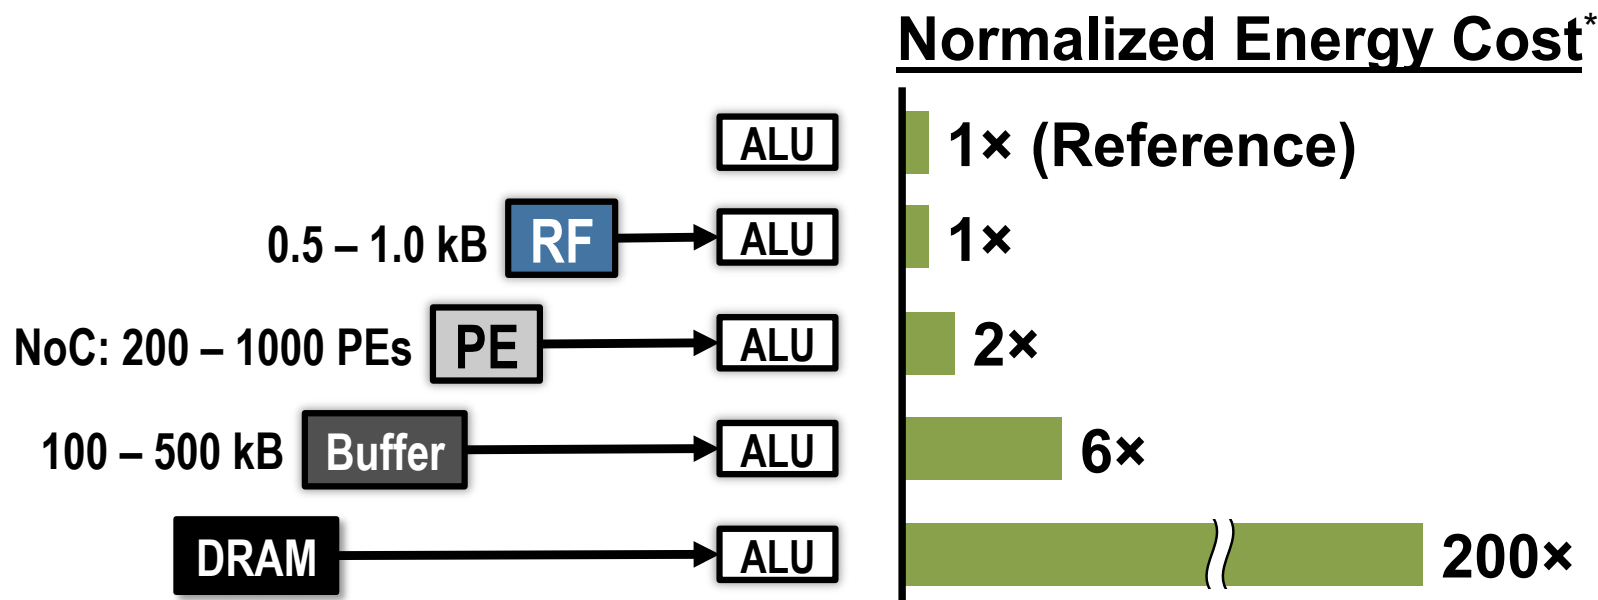 Normalized Energy Cost*
ALU 1× (Reference)
0.5 – 1.0 kB RF ALU 1×
NoC: 200 – 1000 PEs PE ALU 2×
100 – 500 kB Buffer ALU 6×
DRAM ALU 200×